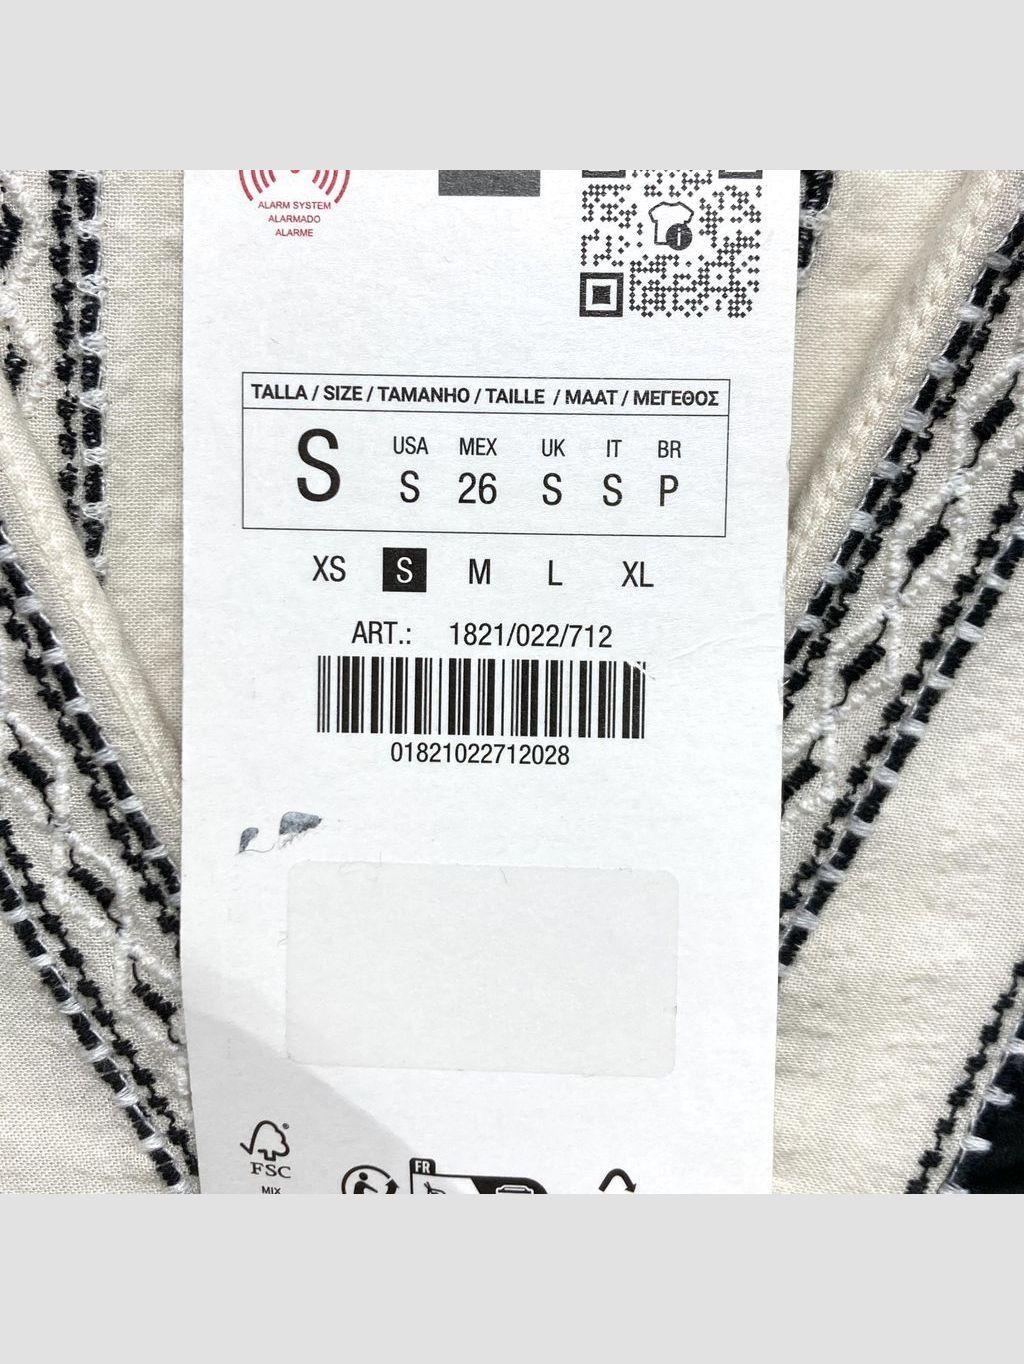 ALARM SYSTEM
ALARMADO
ALARME
TALLA / SIZE / TAMANHO / TAILLE / MAAT / ΜΕΓΕΘΟΣ
S USA MEX UK IT BR
S 26 S S P
XS S M L XL
ART.: 1821/022/712
01821022712028
FSC
MIX
FR